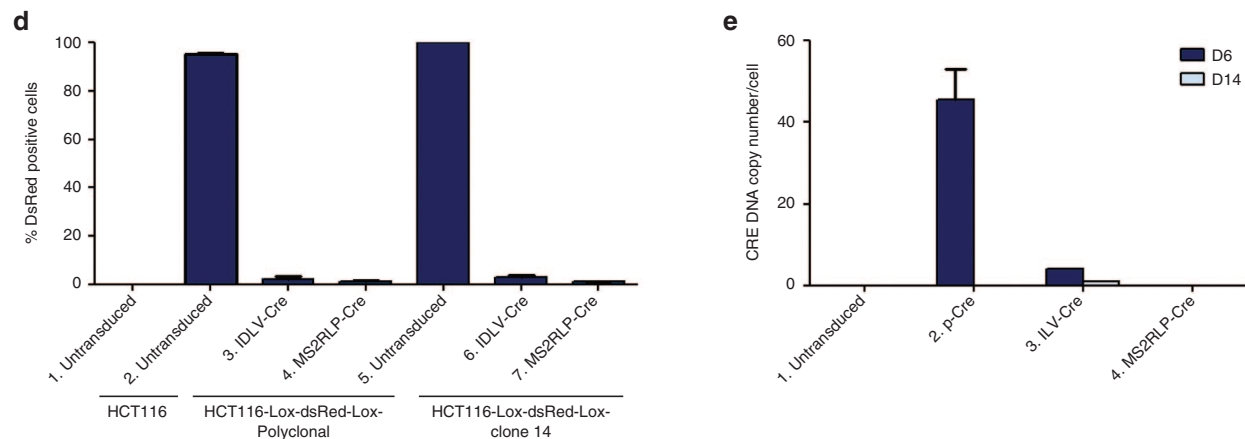 d
% DsRed positive cells
100
80
60
40
20
0
1. Untransduced
2. Untransduced
3. IDLV-Cre
4. MS2RLP-Cre
5. Untransduced
6. IDLV-Cre
7. MS2RLP-Cre
HCT116
HCT116-Lox-dsRed-Lox-
Polyclonal
HCT116-Lox-dsRed-Lox-
clone 14
e
CRE DNA copy number/cell
60
40
20
0
D6
D14
1. Untransduced
2. p-Cre
3. ILV-Cre
4. MS2RLP-Cre